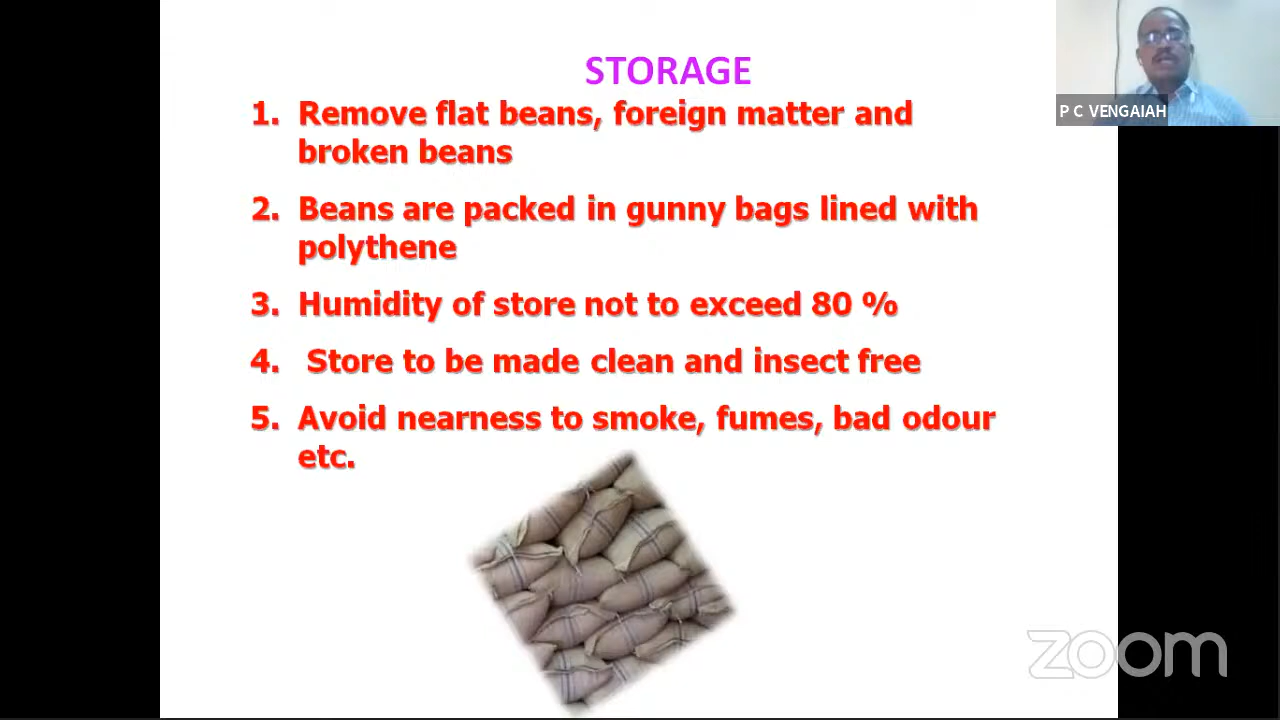 STORAGE
1. Remove flat beans, foreign matter and
broken beans
2. Beans are packed in gunny bags lined with
polythene
3. Humidity of store not to exceed 80 %
4. Store to be made clean and insect free
5. Avoid nearness to smoke, fumes, bad odour
etc.
P C VENGAIAH
zoom